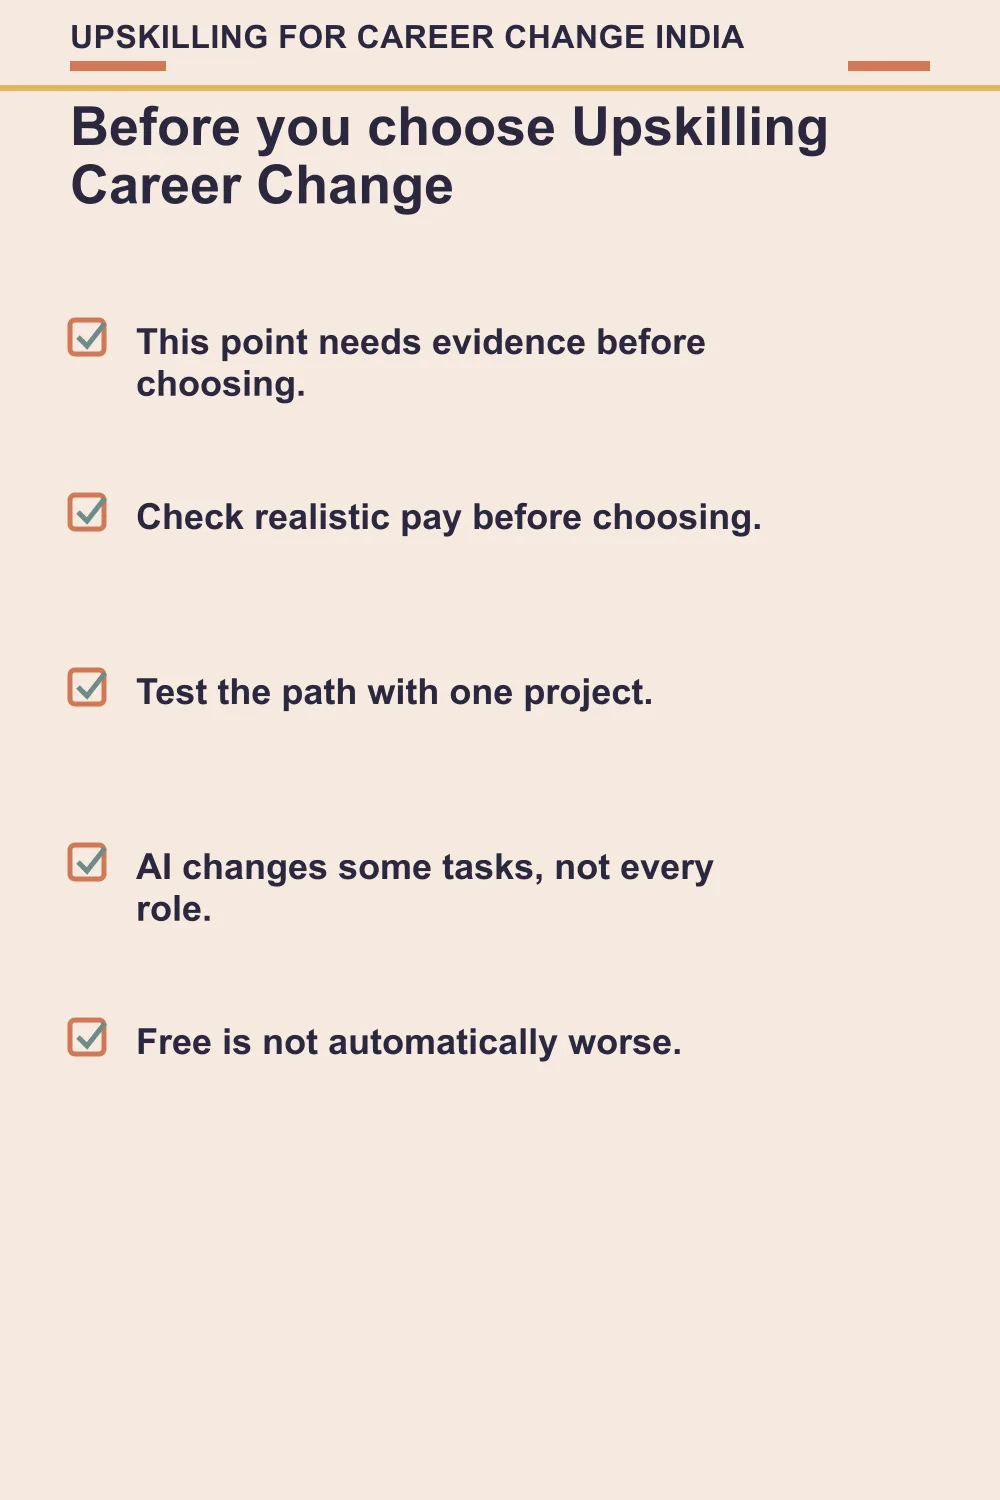 UPSKILLING FOR CAREER CHANGE INDIA
Before you choose Upskilling
Career Change
This point needs evidence before
choosing.
Check realistic pay before choosing.
Test the path with one project.
AI changes some tasks, not every
role.
Free is not automatically worse.